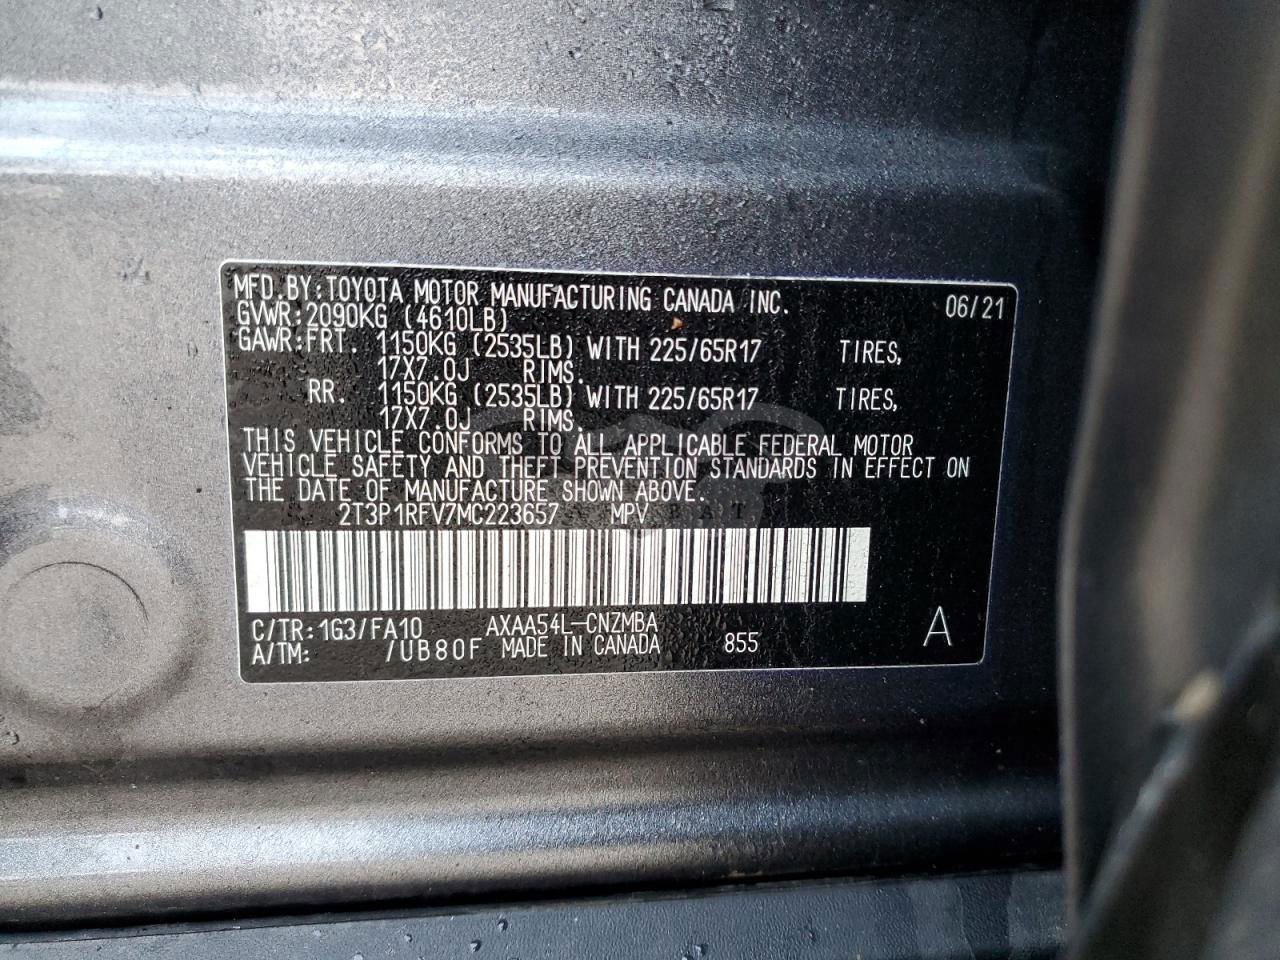 MFD.BY:TOYOTA MOTOR MANUFACTURING CANADA INC. 06/21
GVWR:2090KG (4610LB)
GAWR:FRT. 1150KG (2535LB) WITH 225/65R17 TIRES,
17X7.0J RIMS.
RR. 1150KG (2535LB) WITH 225/65R17 TIRES,
17X7.0J RIMS.
THIS VEHICLE CONFORMS TO ALL APPLICABLE FEDERAL MOTOR
VEHICLE SAFETY AND THEFT PREVENTION STANDARDS IN EFFECT ON
THE DATE OF MANUFACTURE SHOWN ABOVE.
2T3P1RFV7MC223657 MPV
C/TR:1G3/FA10 AXAA54L-CNZMBA
A/TM: /UB80F MADE IN CANADA 855 A